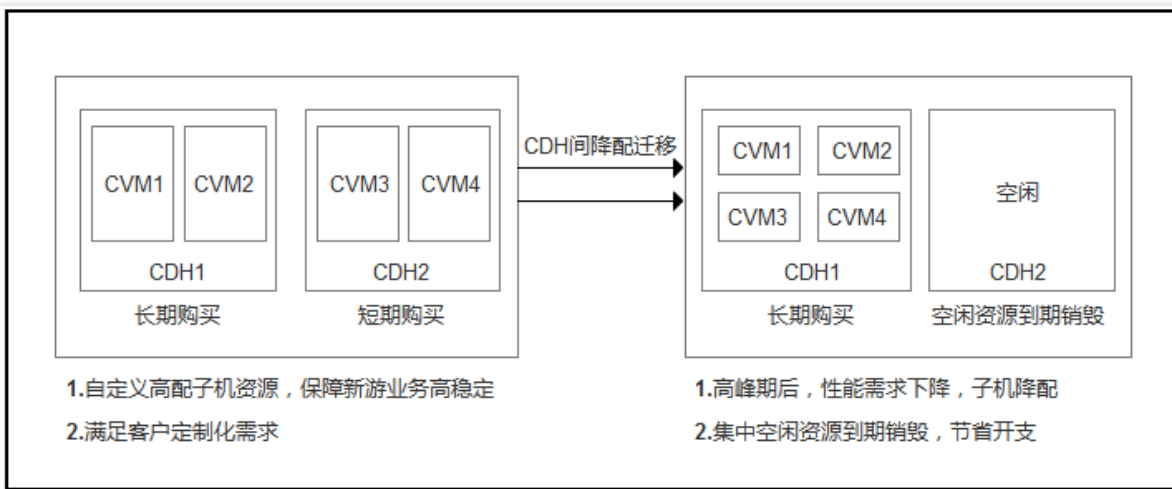 CDH间降配迁移
CVM1 CVM2 CVM3 CVM4
CDH1 CDH2
长期购买 短期购买
1.自定义高配子机资源，保障新游业务高稳定
2.满足客户定制化需求
CVM1 CVM2
CVM3 CVM4
空闲
CDH1 CDH2
长期购买 空闲资源到期销毁
1.高峰期后，性能需求下降，子机降配
2.集中空闲资源到期销毁，节省开支